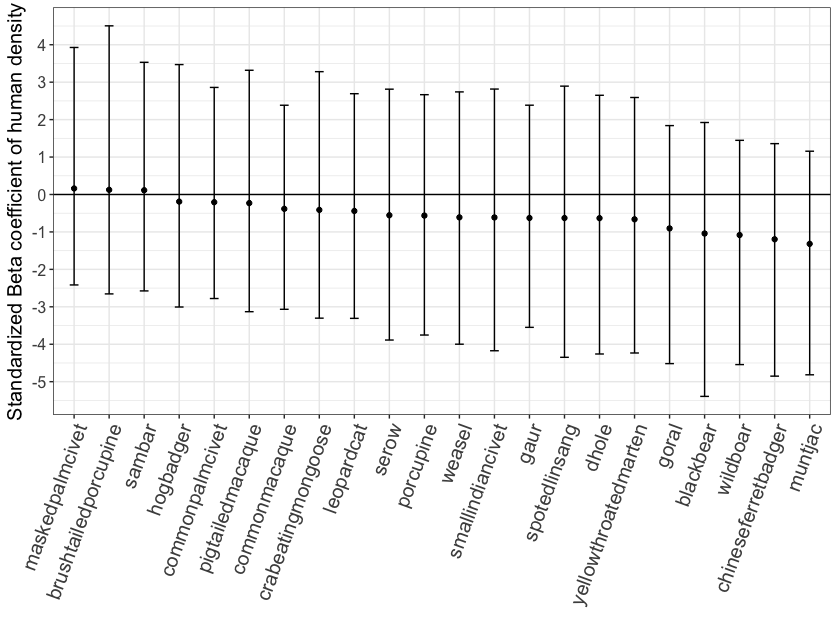 Standardized Beta coefficient of human density
4
3
2
1
0
-1
-2
-3
-4
-5
maskedpalmcivet
brushtailedporcupine
sambar
hogbadger
commonpalmcivet
pigtailedmacaque
commonmacaque
crabeatingmongoose
leopardcat
serow
porcupine
weasel
smallindiancivet
gaur
spotedlinsang
dhole
yellowthroatedmarten
goral
blackbear
wildboar
chineseferretbadger
muntjac